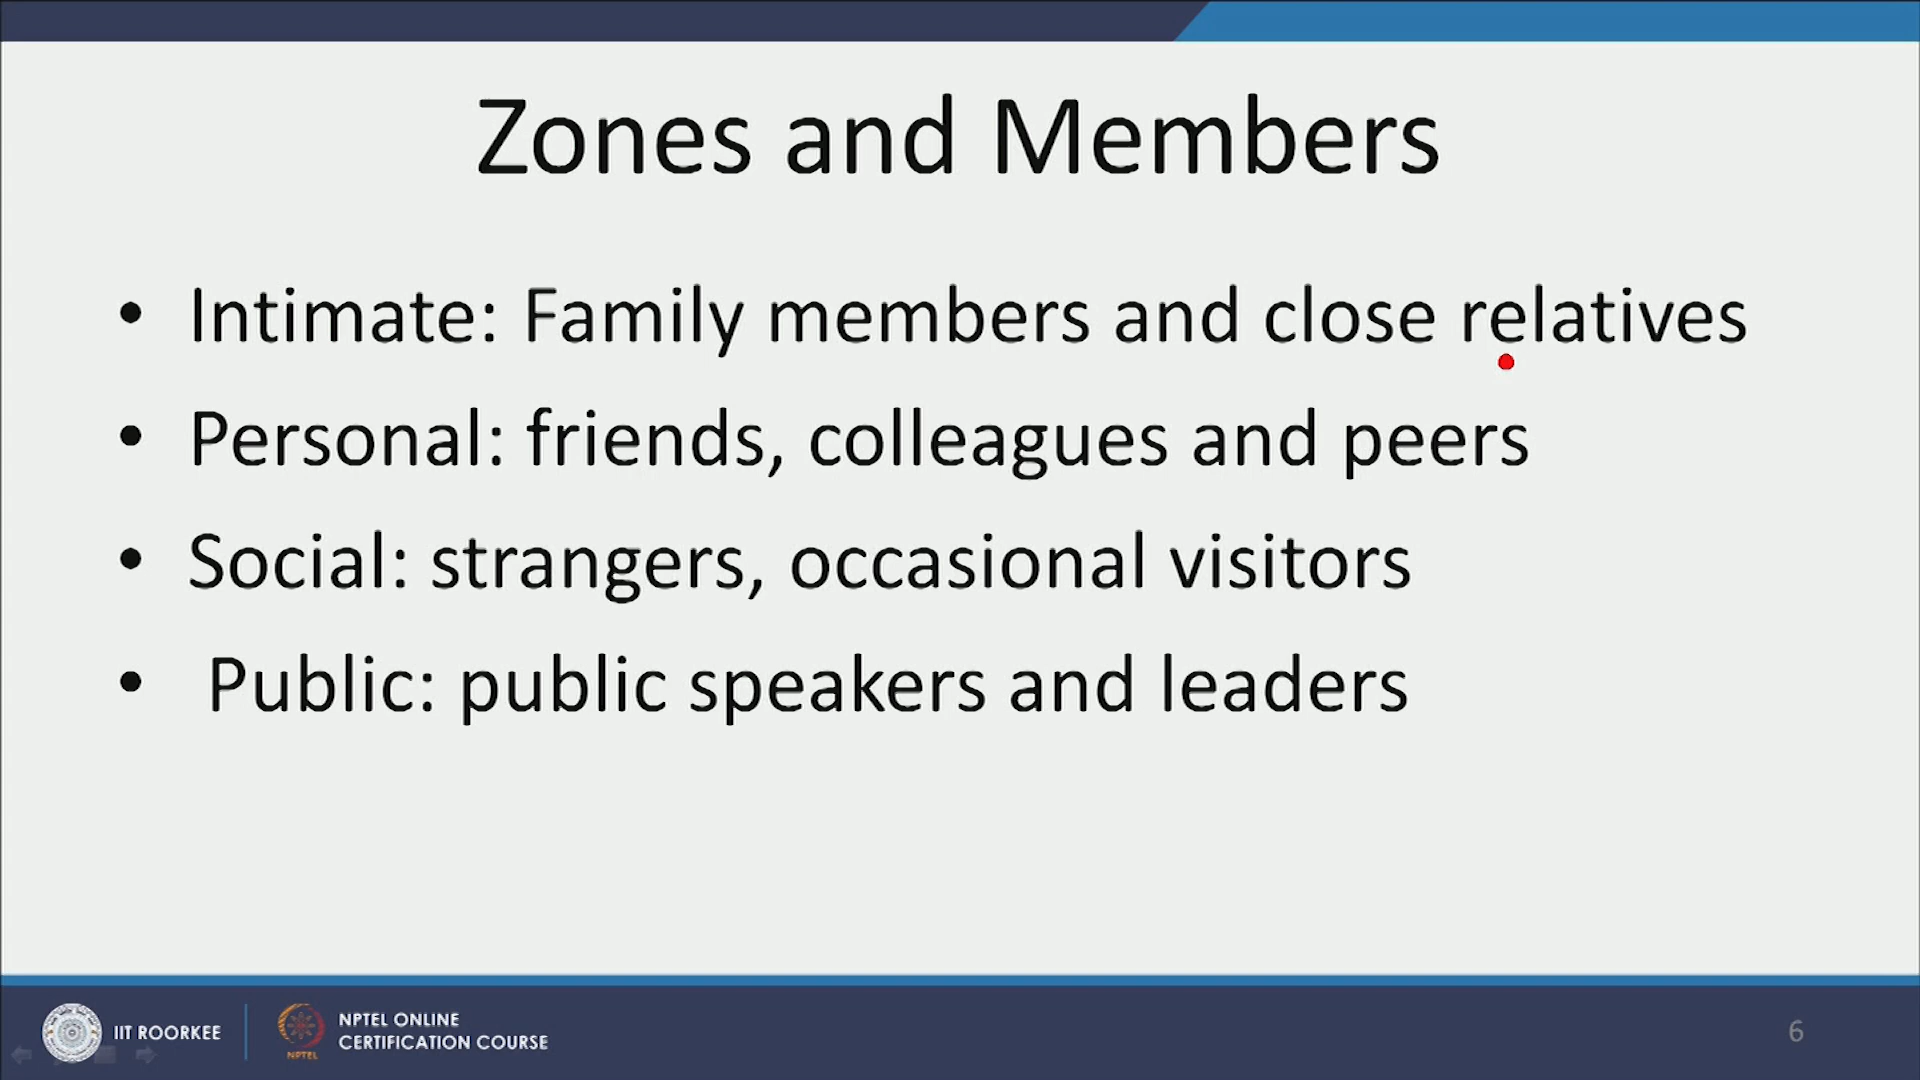 Zones and Members
• Intimate: Family members and close relatives
• Personal: friends, colleagues and peers
• Social: strangers, occasional visitors
• Public: public speakers and leaders
IIT ROORKEE
NPTEL
NPTEL ONLINE
CERTIFICATION COURSE
6